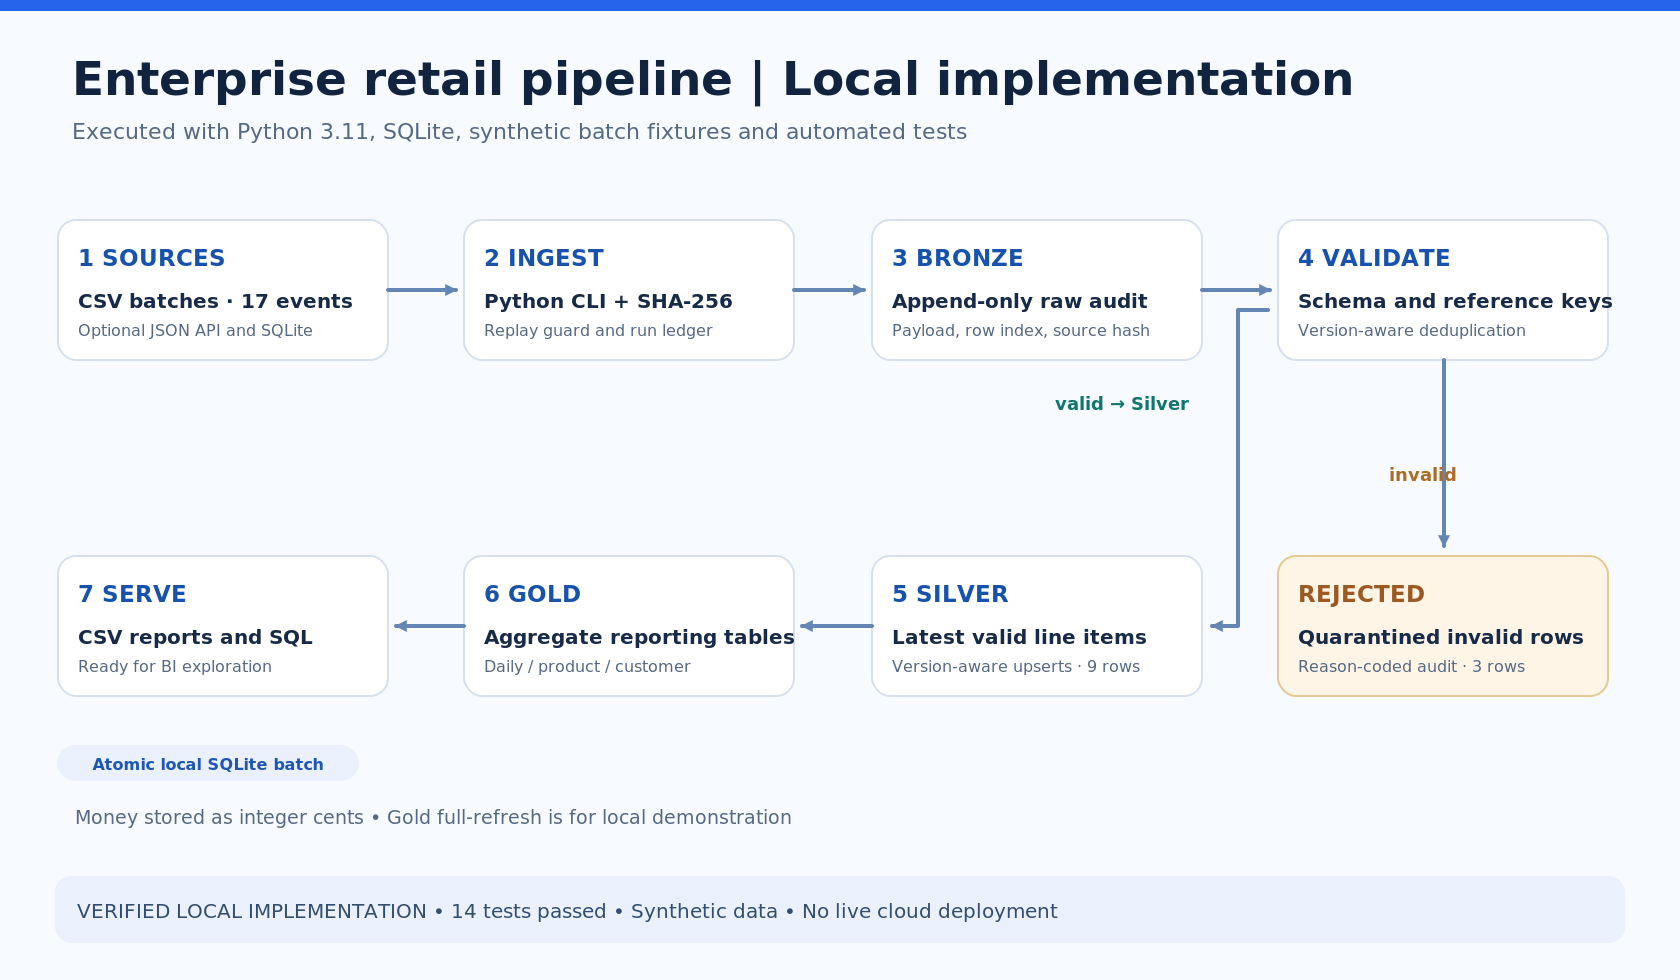 Enterprise retail pipeline | Local implementation
Executed with Python 3.11, SQLite, synthetic batch fixtures and automated tests
1 SOURCES
CSV batches · 17 events
Optional JSON API and SQLite
2 INGEST
Python CLI + SHA-256
Replay guard and run ledger
3 BRONZE
Append-only raw audit
Payload, row index, source hash
4 VALIDATE
Schema and reference keys
Version-aware deduplication
valid → Silver
invalid
7 SERVE
CSV reports and SQL
Ready for BI exploration
6 GOLD
Aggregate reporting tables
Daily / product / customer
5 SILVER
Latest valid line items
Version-aware upserts · 9 rows
REJECTED
Quarantined invalid rows
Reason-coded audit · 3 rows
Atomic local SQLite batch
Money stored as integer cents • Gold full-refresh is for local demonstration
VERIFIED LOCAL IMPLEMENTATION • 14 tests passed • Synthetic data • No live cloud deployment